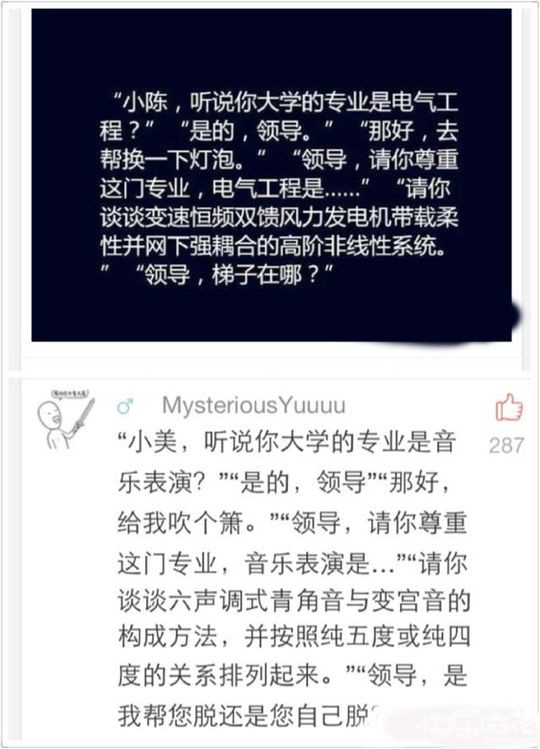 “小陈，听说你大学的专业是电气工
程？”“是的，领导。”“那好，去
帮换一下灯泡。”“领导，请你尊重
这门专业，电气工程是......”“请你
谈谈变速恒频双馈风力发电机带载柔
性并网下强耦合的高阶非线性系统。
”“领导，梯子在哪？”
MysteriousYuuuu
287
“小美，听说你大学的专业是音
乐表演？”“是的，领导”“那好，
给我吹个箫。”“领导，请你尊重
这门专业，音乐表演是...”“请你
谈谈六声调式青角音与变宫音的
构成方法，并按照纯五度或纯四
度的关系排列起来。”“领导，是
我帮您脱还是您自己脱？